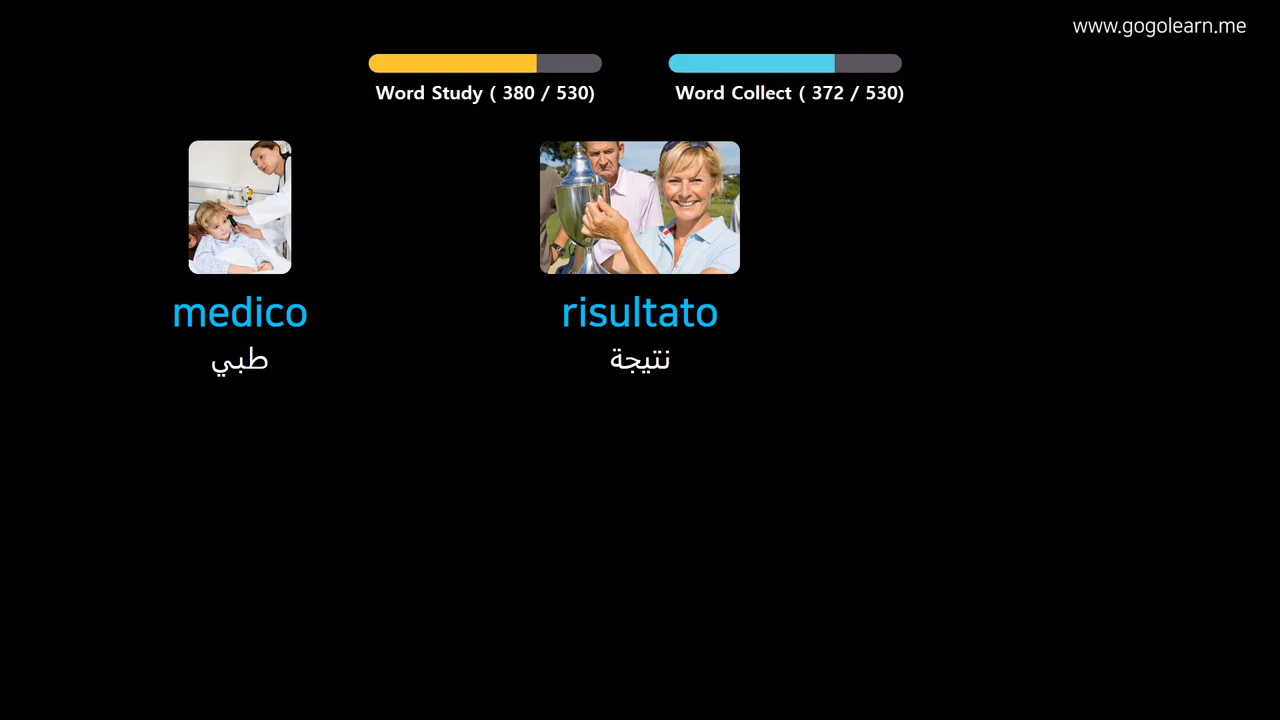 www.gogolearn.me
Word Study ( 380 / 530)
Word Collect ( 372 / 530)
medico
طبي
risultato
نتيجة